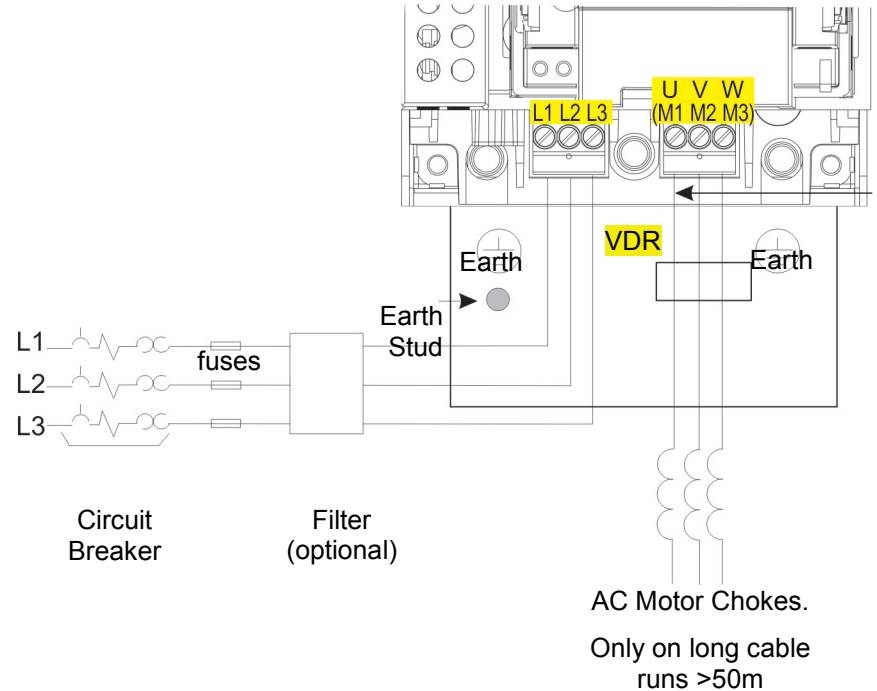 U V W
L1 L2 L3
(M1 M2 M3)
VDR
Earth
Earth
Earth
Stud
L1
fuses
L2
L3
Circuit
Breaker
Filter
(optional)
AC Motor Chokes.
Only on long cable
runs >50m